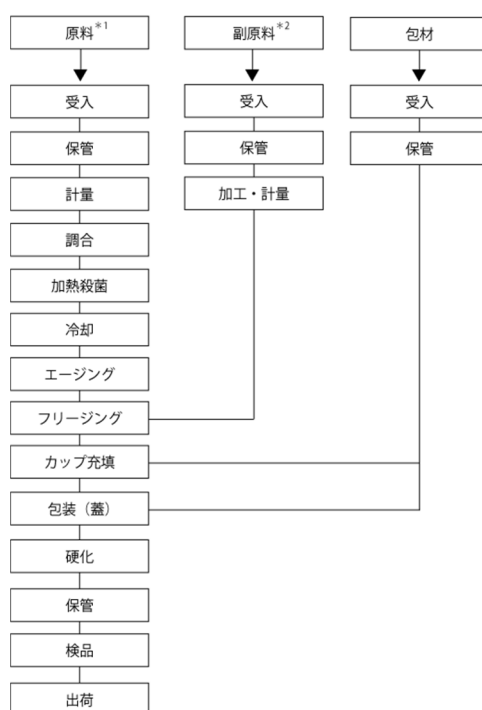 原料＊1
受入
保管
計量
調合
加熱殺菌
冷却
エージング
フリージング
カップ充填
包装（蓋）
硬化
保管
検品
出荷
副原料＊2
受入
保管
加工・計量
包材
受入
保管